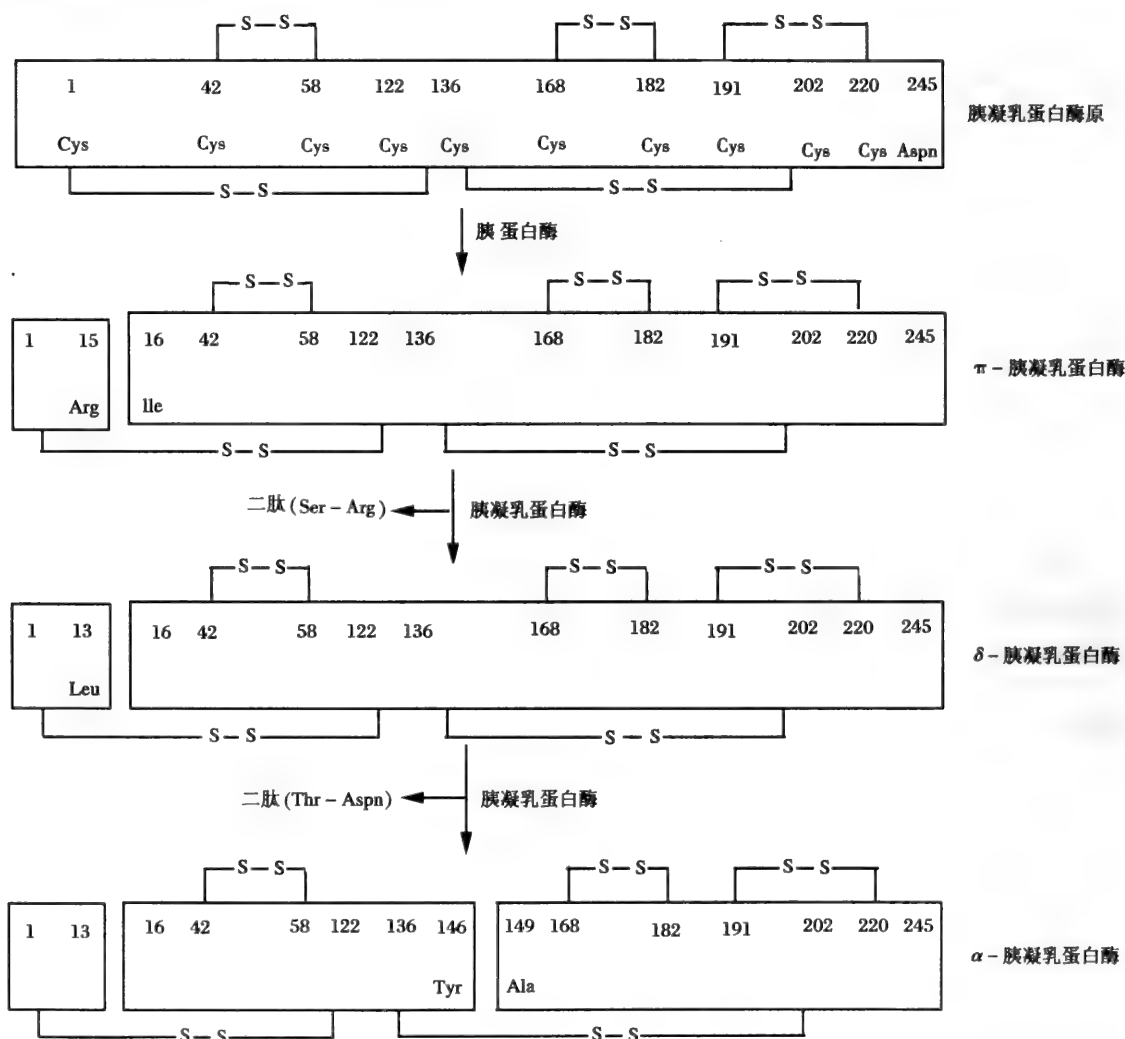 S—S S—S S—S
1 42 58 122 136 168 182 191 202 220 245
胰凝乳蛋白酶原
Cys Cys Cys Cys Cys Cys Cys Cys Cys Cys Aspn
S—S S—S
胰蛋白酶
S—S S—S S—S
1 15 16 42 58 122 136 168 182 191 202 220 245
π-胰凝乳蛋白酶
Arg Ile
S—S S—S
二肽(Ser-Arg) 胰凝乳蛋白酶
S—S S—S S—S
1 13 16 42 58 122 136 168 182 191 202 220 245
δ-胰凝乳蛋白酶
Leu
S—S S—S
二肽(Thr-Aspn) 胰凝乳蛋白酶
S—S S—S S—S
1 13 16 42 58 122 136 146 149 168 182 191 202 220 245
α-胰凝乳蛋白酶
Tyr Ala
S—S S—S